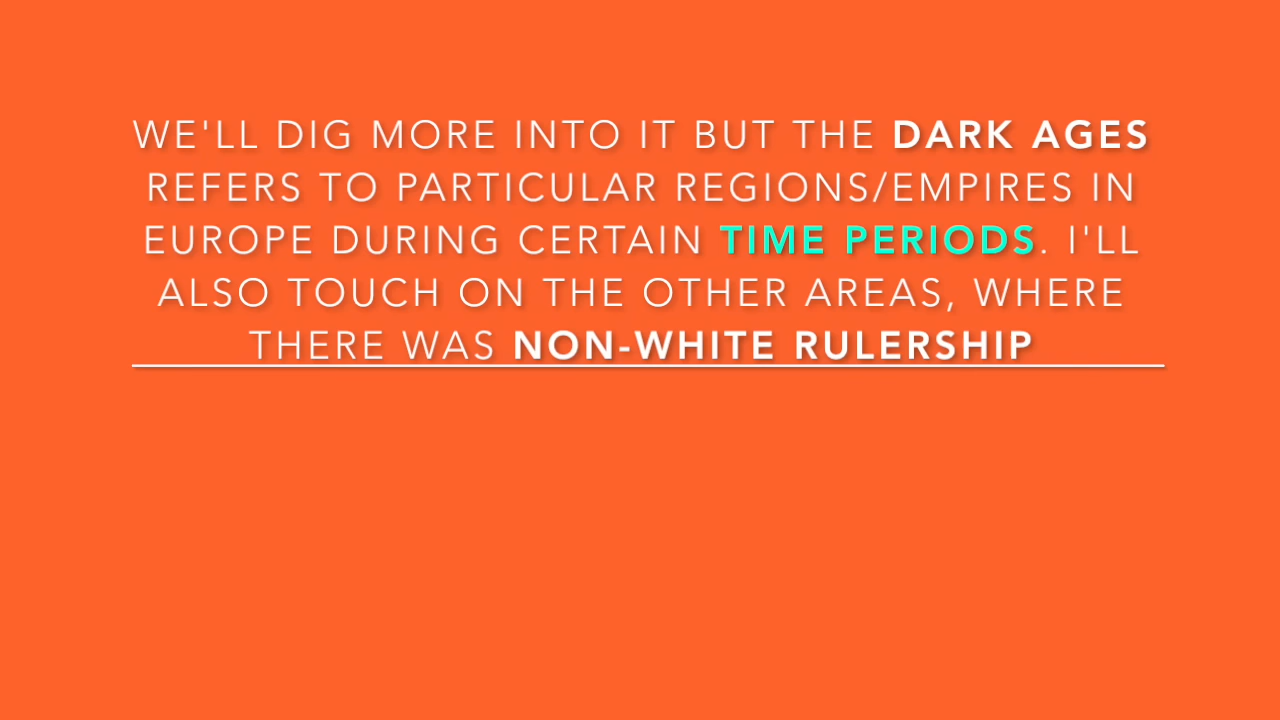 WE'LL DIG MORE INTO IT BUT THE DARK AGES
REFERS TO PARTICULAR REGIONS/EMPIRES IN
EUROPE DURING CERTAIN TIME PERIODS. I'LL
ALSO TOUCH ON THE OTHER AREAS, WHERE
THERE WAS NON-WHITE RULERSHIP